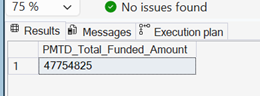 75 % No issues found
Results Messages Execution plan
PMTD_Total_Funded_Amount
1 47754825